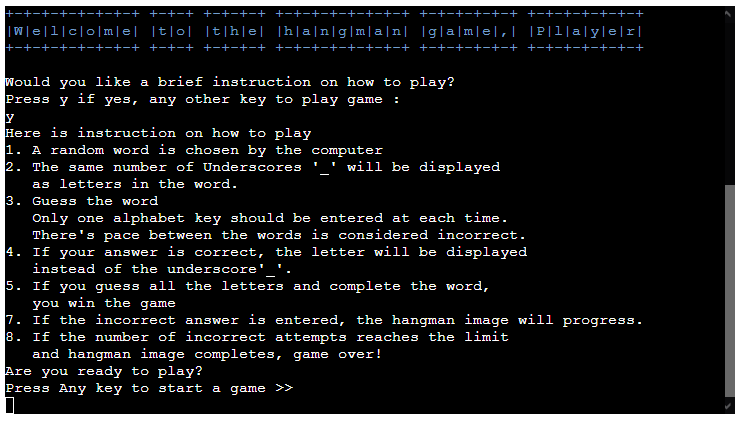 +-+-+-+-+-+-+-+ +-+-+ +-+-+-+ +-+-+-+-+-+-+-+ +-+-+-+-+-+ +-+-+-+-+-+-+
|W|e|l|c|o|m|e| |t|o| |t|h|e| |h|a|n|g|m|a|n| |g|a|m|e|,| |P|l|a|y|e|r|
+-+-+-+-+-+-+-+ +-+-+ +-+-+-+ +-+-+-+-+-+-+-+ +-+-+-+-+-+ +-+-+-+-+-+-+
Would you like a brief instruction on how to play?
Press y if yes, any other key to play game :
y
Here is instruction on how to play
1. A random word is chosen by the computer
2. The same number of Underscores '_' will be displayed
as letters in the word.
3. Guess the word
Only one alphabet key should be entered at each time.
There's pace between the words is considered incorrect.
4. If your answer is correct, the letter will be displayed
instead of the underscore'_'.
5. If you guess all the letters and complete the word,
you win the game
7. If the incorrect answer is entered, the hangman image will progress.
8. If the number of incorrect attempts reaches the limit
and hangman image completes, game over!
Are you ready to play?
Press Any key to start a game >>